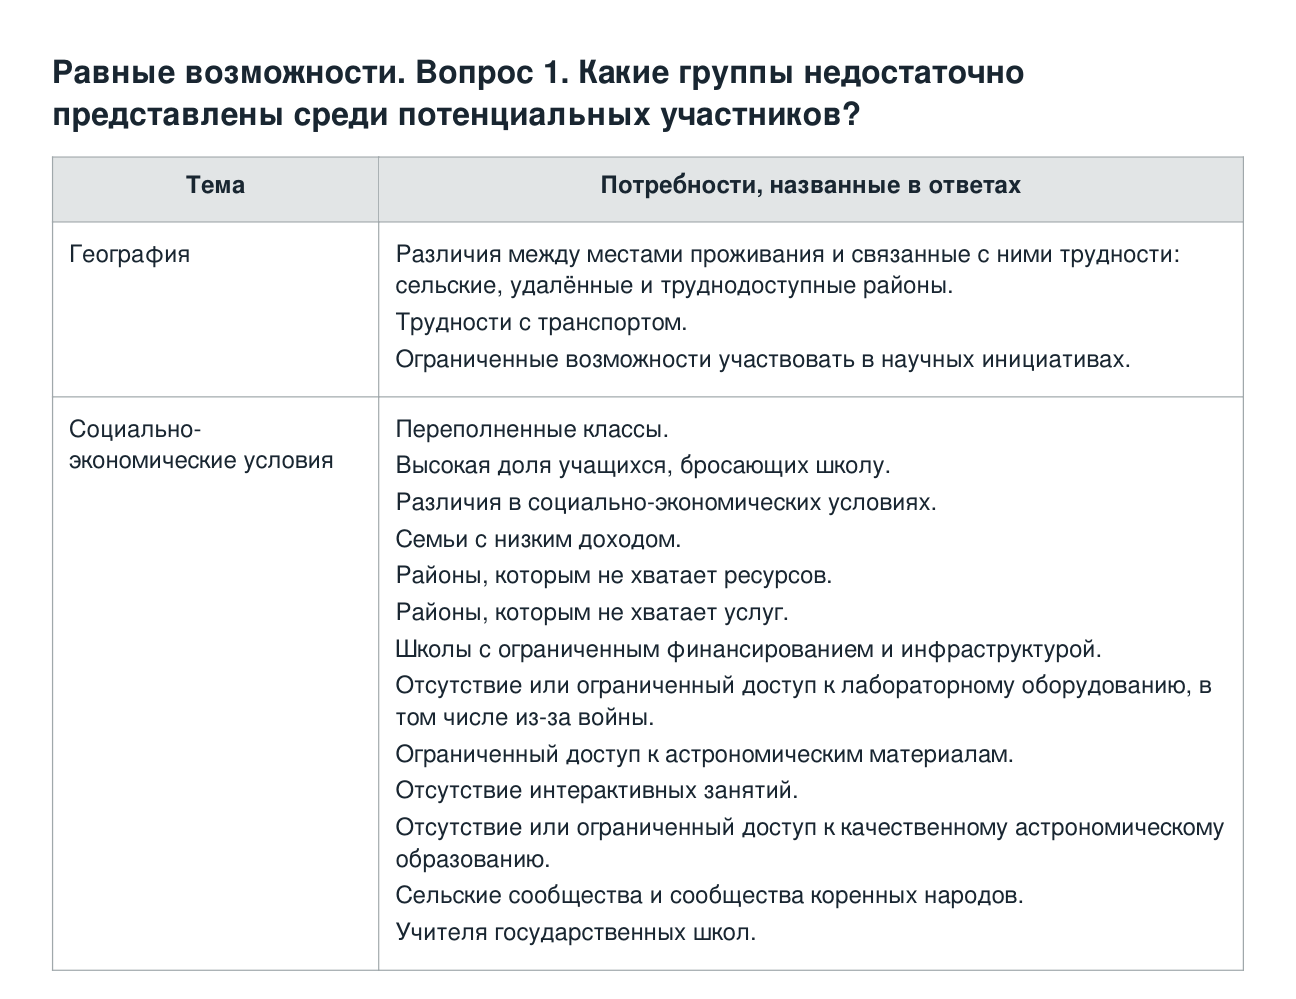 Равные возможности. Вопрос 1. Какие группы недостаточно
представлены среди потенциальных участников?
Тема
Потребности, названные в ответах
География
Различия между местами проживания и связанные с ними трудности:
сельские, удалённые и труднодоступные районы.
Трудности с транспортом.
Ограниченные возможности участвовать в научных инициативах.
Социально-
экономические условия
Переполненные классы.
Высокая доля учащихся, бросающих школу.
Различия в социально-экономических условиях.
Семьи с низким доходом.
Районы, которым не хватает ресурсов.
Районы, которым не хватает услуг.
Школы с ограниченным финансированием и инфраструктурой.
Отсутствие или ограниченный доступ к лабораторному оборудованию, в
том числе из-за войны.
Ограниченный доступ к астрономическим материалам.
Отсутствие интерактивных занятий.
Отсутствие или ограниченный доступ к качественному астрономическому
образованию.
Сельские сообщества и сообщества коренных народов.
Учителя государственных школ.